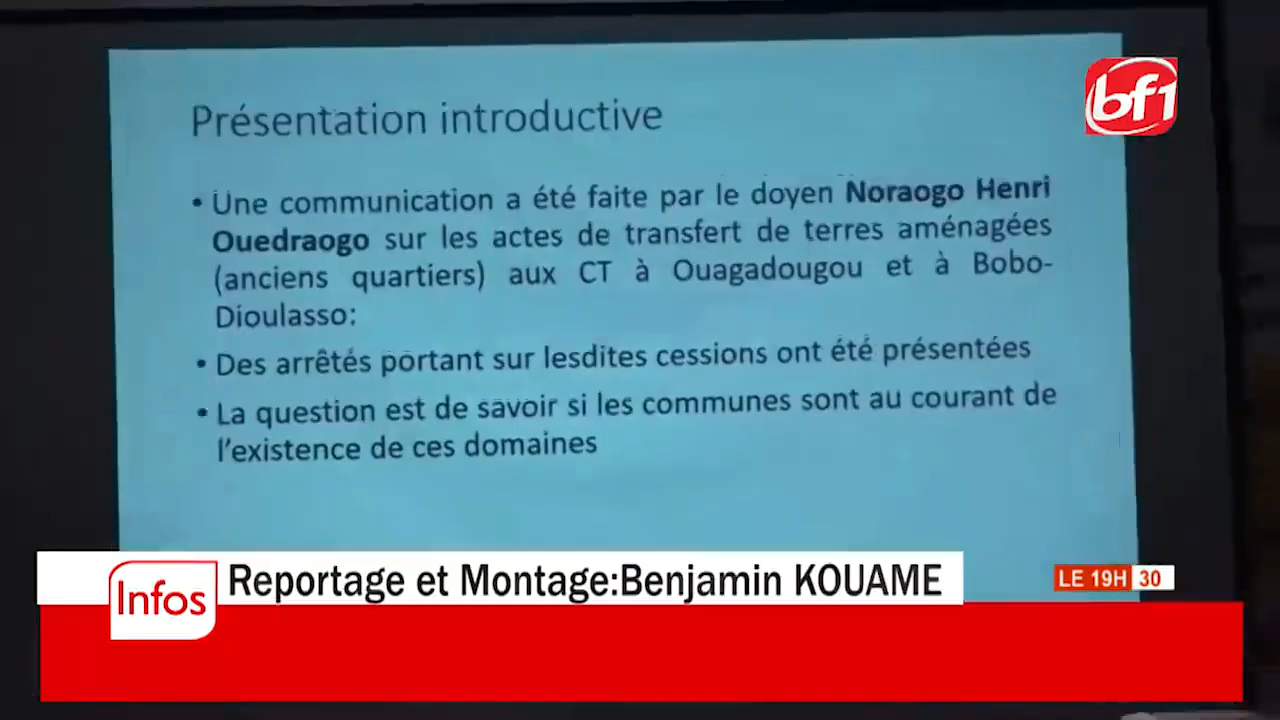 bf1
Présentation introductive
• Une communication a été faite par le doyen Noraogo Henri
Ouedraogo sur les actes de transfert de terres aménagées
(anciens quartiers) aux CT à Ouagadougou et à Bobo-
Dioulasso:
• Des arrêtés portant sur lesdites cessions ont été présentées
• La question est de savoir si les communes sont au courant de
l'existence de ces domaines
Infos
Reportage et Montage:Benjamin KOUAME
LE 19H 30